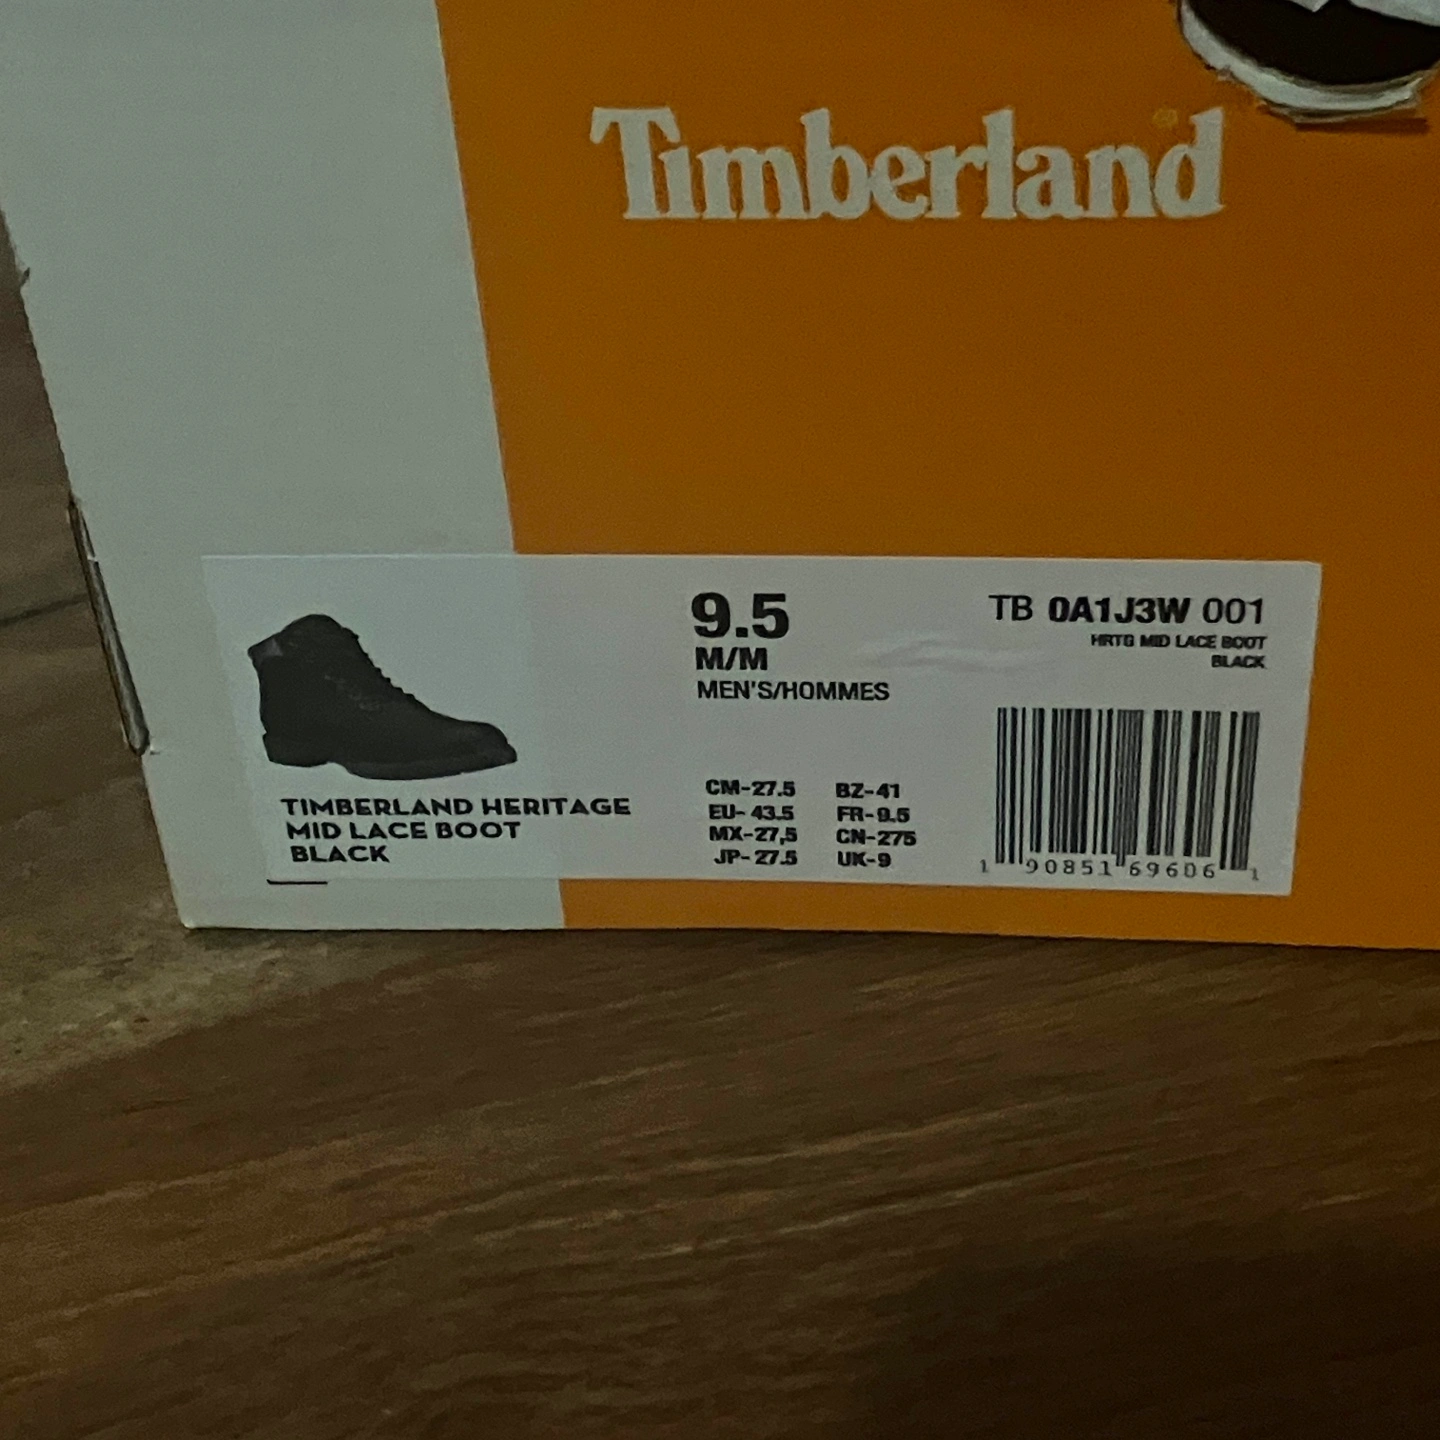 Timberland
9.5
M/M
MEN'S/HOMMES
TB 0A1J3W 001
HRTG MID LACE BOOT
BLACK
TIMBERLAND HERITAGE
MID LACE BOOT
BLACK
CM-27.5 BZ-41
EU-43.5 FR-9.5
MX-27,5 CN-275
JP-27.5 UK-9
1 90851 69606 1